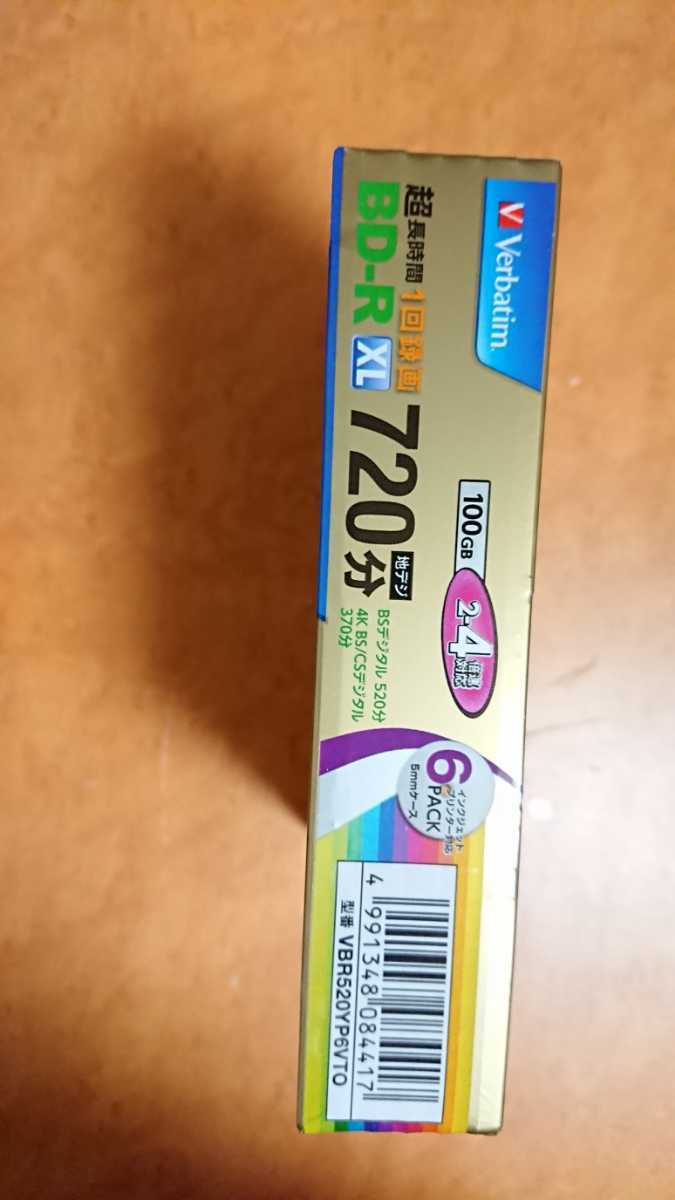 Verbatim
超長時間 1回録画
BD-R XL
720分
地デジ
100GB
2-4倍速対応
BSデジタル 520分
4K BS/CSデジタル
370分
インクジェット
プリンター対応
6PACK
5mmケース
4 991348 084417
型番 VBR520YP6VTO